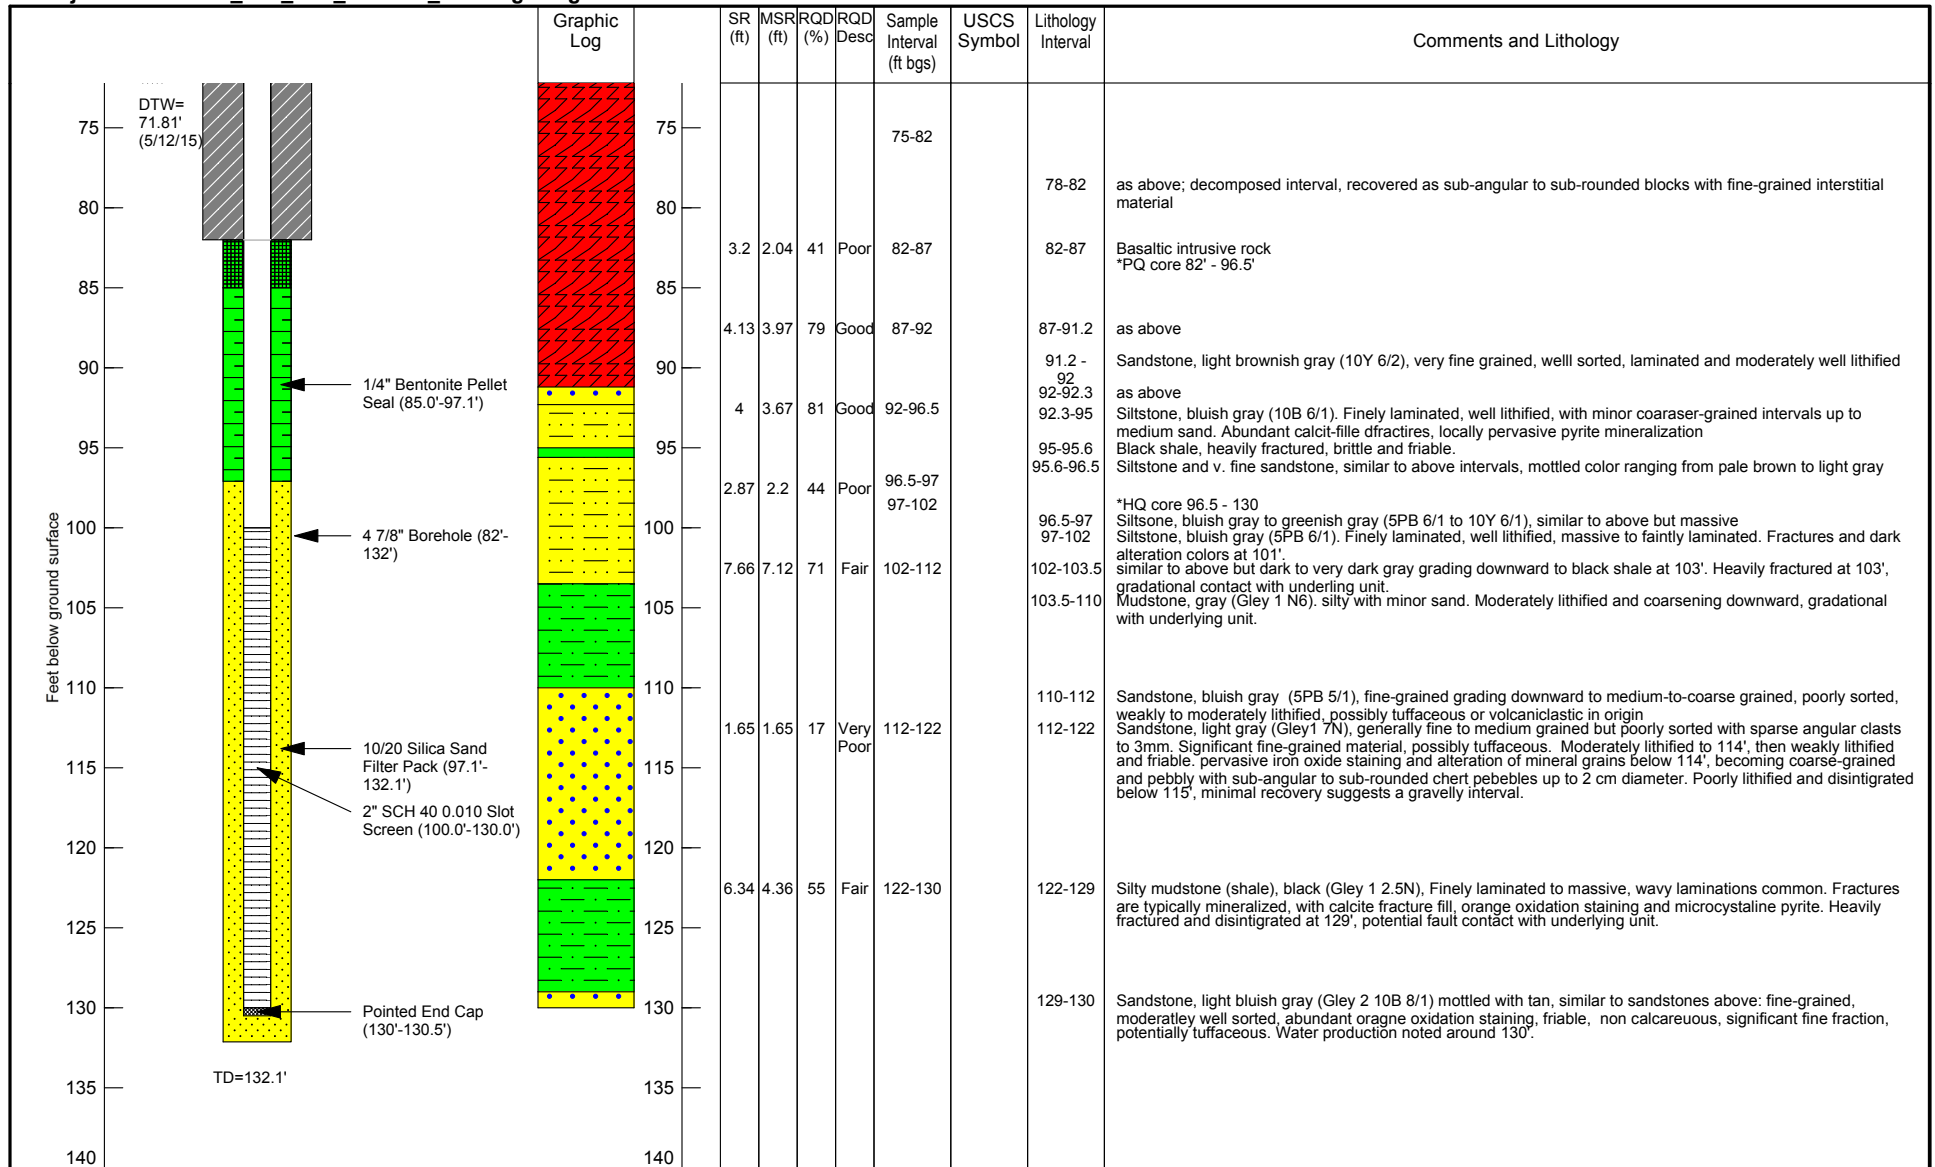 Graphic Log
SR (ft)
MSR (ft)
RQD (%)
RQD Desc
Sample Interval (ft bgs)
USCS Symbol
Lithology Interval
Comments and Lithology
Feet below ground surface
75
80
85
90
95
100
105
110
115
120
125
130
135
140
DTW=
71.81'
(5/12/15)
1/4" Bentonite Pellet
Seal (85.0'-97.1')
4 7/8" Borehole (82'-
132')
10/20 Silica Sand
Filter Pack (97.1'-
132.1')
2" SCH 40 0.010 Slot
Screen (100.0'-130.0')
Pointed End Cap
(130'-130.5')
TD=132.1'
75
80
85
90
95
100
105
110
115
120
125
130
135
140
75-82
78-82 as above; decomposed interval, recovered as sub-angular to sub-rounded blocks with fine-grained interstitial
material
3.2 2.04 41 Poor 82-87 82-87 Basaltic intrusive rock
*PQ core 82' - 96.5'
4.13 3.97 79 Good 87-92 87-91.2 as above
91.2 - Sandstone, light brownish gray (10Y 6/2), very fine grained, welll sorted, laminated and moderately well lithified
92
92-92.3 as above
4 3.67 81 Good 92-96.5 92.3-95 Siltstone, bluish gray (10B 6/1). Finely laminated, well lithified, with minor coaraser-grained intervals up to
medium sand. Abundant calcit-fille dfractires, locally pervasive pyrite mineralization
95-95.6 Black shale, heavily fractured, brittle and friable.
95.6-96.5 Siltstone and v. fine sandstone, similar to above intervals, mottled color ranging from pale brown to light gray
2.87 2.2 44 Poor 96.5-97
97-102 *HQ core 96.5 - 130
96.5-97 Siltsone, bluish gray to greenish gray (5PB 6/1 to 10Y 6/1), similar to above but massive
97-102 Siltstone, bluish gray (5PB 6/1). Finely laminated, well lithified, massive to faintly laminated. Fractures and dark
alteration colors at 101'.
7.66 7.12 71 Fair 102-112 102-103.5 similar to above but dark to very dark gray grading downward to black shale at 103'. Heavily fractured at 103',
gradational contact with underling unit.
103.5-110 Mudstone, gray (Gley 1 N6). silty with minor sand. Moderately lithified and coarsening downward, gradational
with underlying unit.
110-112 Sandstone, bluish gray (5PB 5/1), fine-grained grading downward to medium-to-coarse grained, poorly sorted,
weakly to moderately lithified, possibly tuffaceous or volcaniclastic in origin
1.65 1.65 17 Very Poor 112-122 112-122 Sandstone, light gray (Gley1 7N), generally fine to medium grained but poorly sorted with sparse angular clasts
to 3mm. Significant fine-grained material, possibly tuffaceous. Moderately lithified to 114', then weakly lithified
and friable. pervasive iron oxide staining and alteration of mineral grains below 114', becoming coarse-grained
and pebbly with sub-angular to sub-rounded chert pebebles up to 2 cm diameter. Poorly lithified and disintigrated
below 115', minimal recovery suggests a gravelly interval.
6.34 4.36 55 Fair 122-130 122-129 Silty mudstone (shale), black (Gley 1 2.5N), Finely laminated to massive, wavy laminations common. Fractures
are typically mineralized, with calcite fracture fill, orange oxidation staining and microcystaline pyrite. Heavily
fractured and disintigrated at 129', potential fault contact with underlying unit.
129-130 Sandstone, light bluish gray (Gley 2 10B 8/1) mottled with tan, similar to sandstones above: fine-grained,
moderatley well sorted, abundant oragne oxidation staining, friable, non calcareuous, significant fine fraction,
potentially tuffaceous. Water production noted around 130'.